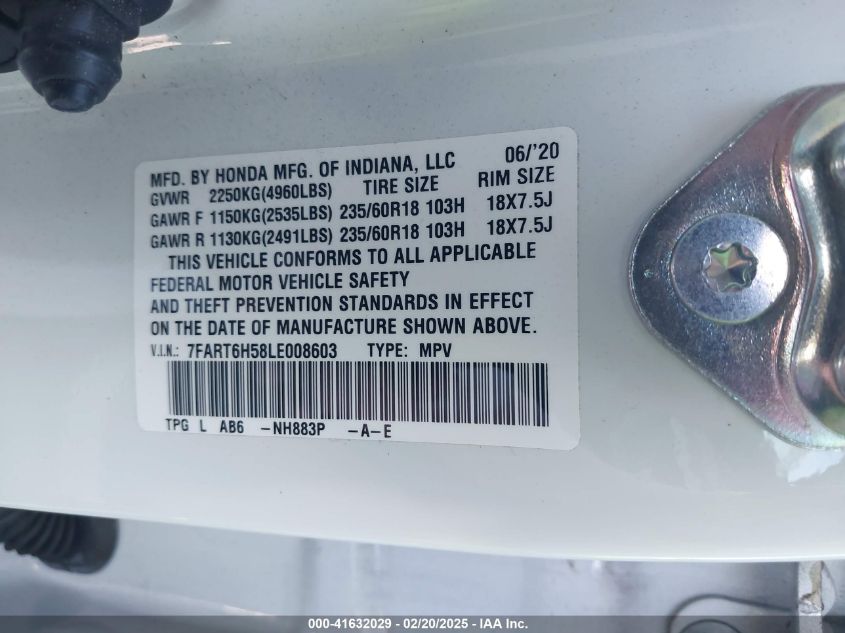 MFD. BY HONDA MFG. OF INDIANA, LLC 06/'20
GVWR 2250KG(4960LBS) TIRE SIZE RIM SIZE
GAWR F 1150KG(2535LBS) 235/60R18 103H 18X7.5J
GAWR R 1130KG(2491LBS) 235/60R18 103H 18X7.5J
THIS VEHICLE CONFORMS TO ALL APPLICABLE
FEDERAL MOTOR VEHICLE SAFETY
AND THEFT PREVENTION STANDARDS IN EFFECT
ON THE DATE OF MANUFACTURE SHOWN ABOVE.
V.I.N.: 7FART6H58LE008603 TYPE: MPV
TPG L AB6 -NH883P -A-E
000-41632029 - 02/20/2025 - IAA Inc.